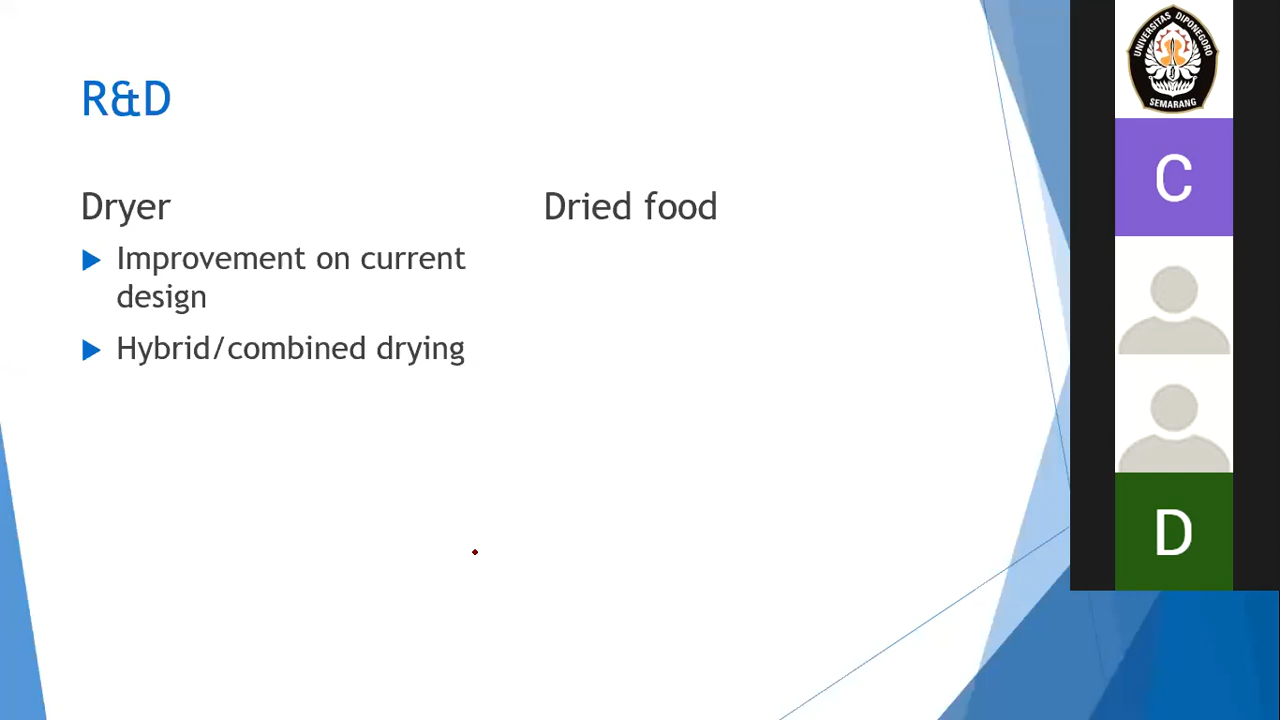 R&D
Dryer
Improvement on current
design
Hybrid/combined drying
Dried food
UNIVERSITAS DIPONEGORO
SEMARANG
C
D